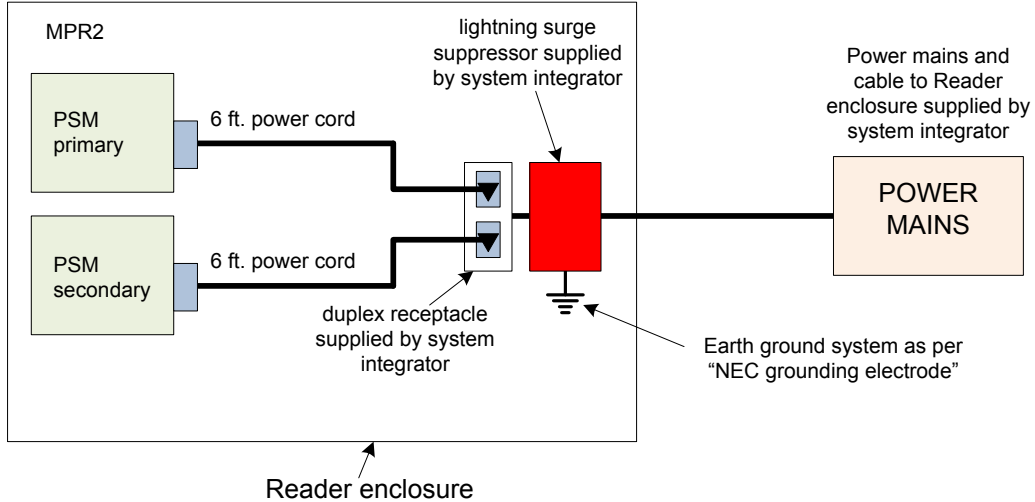 MPR2
lightning surge
suppressor supplied
by system integrator
Power mains and
cable to Reader
enclosure supplied by
system integrator
PSM
primary
6 ft. power cord
POWER
MAINS
PSM
secondary
6 ft. power cord
duplex receptacle
supplied by system
integrator
Earth ground system as per
“NEC grounding electrode”
Reader enclosure